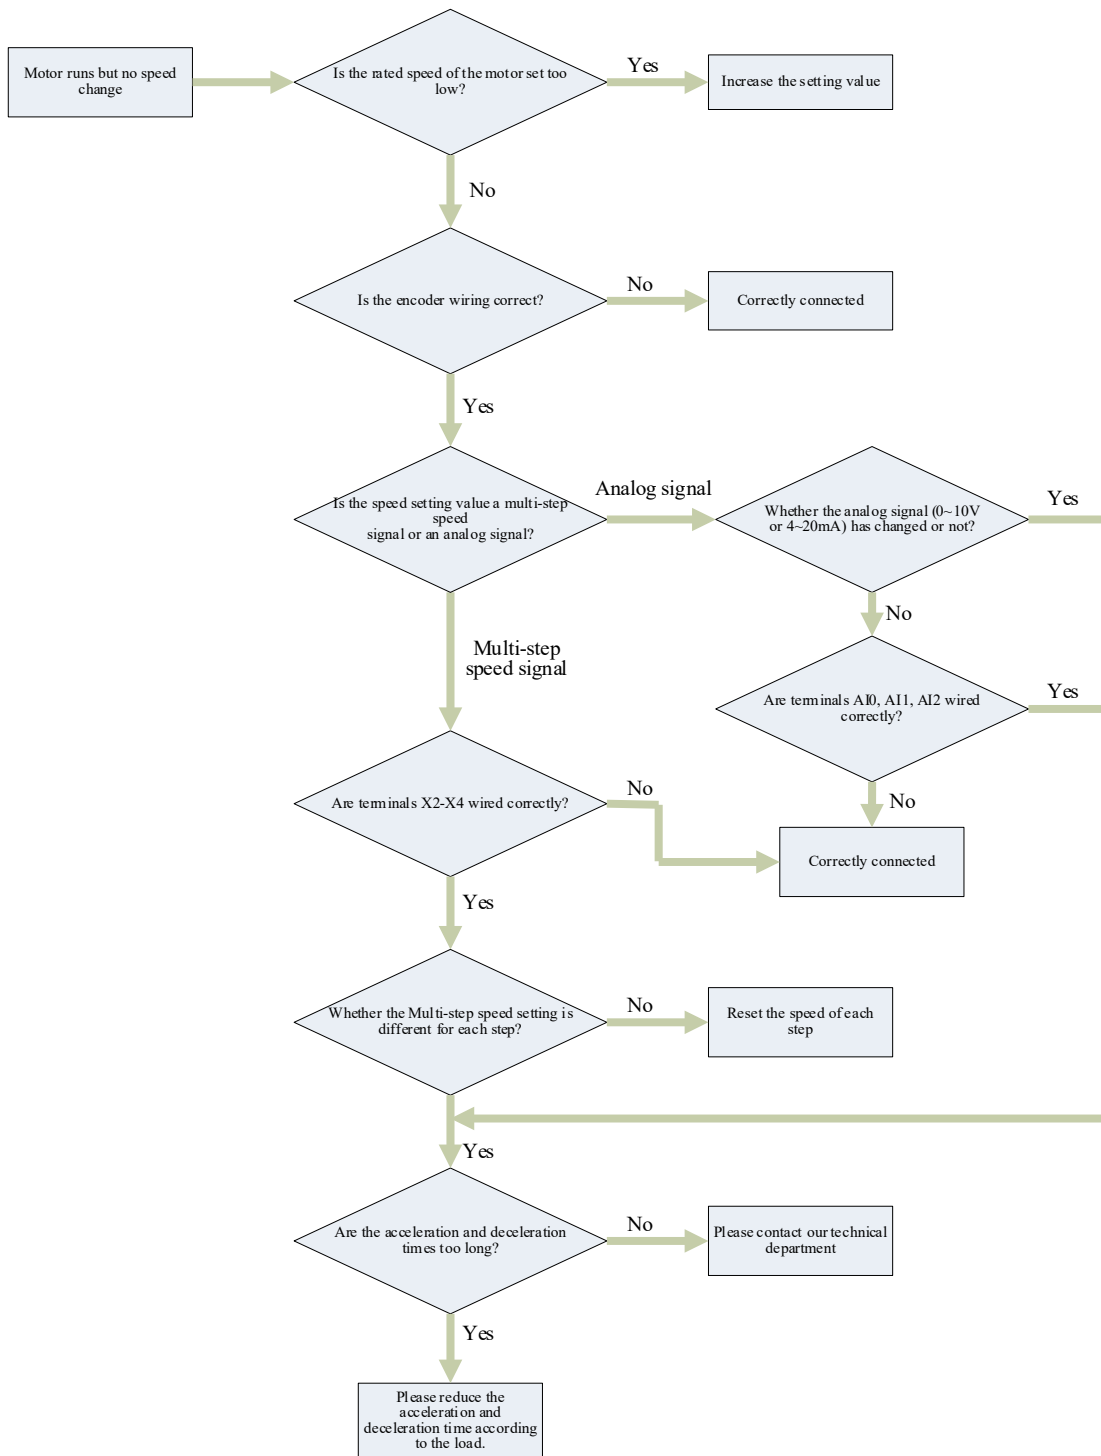 Motor runs but no speed
change
Is the rated speed of the motor set too
low?
Yes
Increase the setting value
No
Is the encoder wiring correct?
No
Correctly connected
Yes
Is the speed setting value a multi-step
speed
signal or an analog signal?
Analog signal
Whether the analog signal (0~10V
or 4~20mA) has changed or not?
Yes
No
Multi-step
speed signal
Are terminals AI0, AI1, AI2 wired
correctly?
Yes
Are terminals X2-X4 wired correctly?
No
No
Correctly connected
Yes
Whether the Multi-step speed setting is
different for each step?
No
Reset the speed of each
step
Yes
Are the acceleration and deceleration
times too long?
No
Please contact our technical
department
Yes
Please reduce the
acceleration and
deceleration time according
to the load.